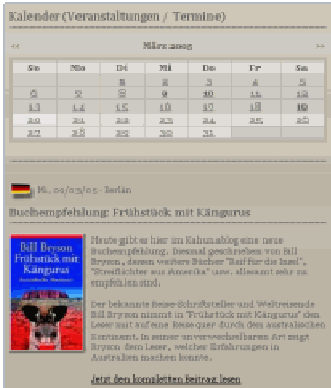 Kalender (Veranstaltungen / Termine)
<< März 2005 >>
So Mo Di Mi Do Fr Sa
1 2 3 4 5
6 7 8 9 10 11 12
13 14 15 16 17 18 19
20 21 22 23 24 25 26
27 28 29 30 31
Mi, 09/03/05 - Berlin
Buchempfehlung: Frühstück mit Kängurus
Bill Bryson
Frühstück mit
Kängurus
Heute gibt es hier im Kahunablog eine neue
Buchempfehlung. Diesmal geschrieben von Bill
Bryson, dessen weitere Bücher "Reif für die Insel",
"Streiflichter aus Amerika" usw. allesamt sehr zu
empfehlen sind.
Der bekannte Reiseschriftsteller und Weltreisende
Bill Bryson nimmt in "Frühstück mit Kängurus" den
Leser mit auf eine Reise quer durch den australischen
Kontinent. In seiner unverwechselbaren Art zeigt
Bryson dem Leser, welche Erfahrungen in
Australien machen konnte.
Jetzt den kompletten Beitrag lesen